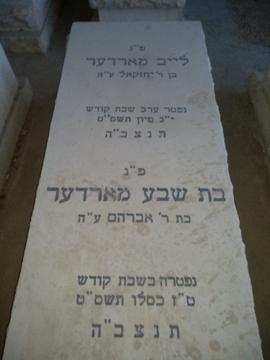 פ"נ
לייב מארדער
בן ר' יחזקאל ע"ה
נפטר ערב שבת קודש
י"ג סיון תשס"ט
ת נ צ ב "ה
פ"נ
בת שבע מארדער
בת ר' אברהם ע"ה
נפטרה בשבת קודש
ט"ז כסלו תשס"ט
ת נ צ ב "ה